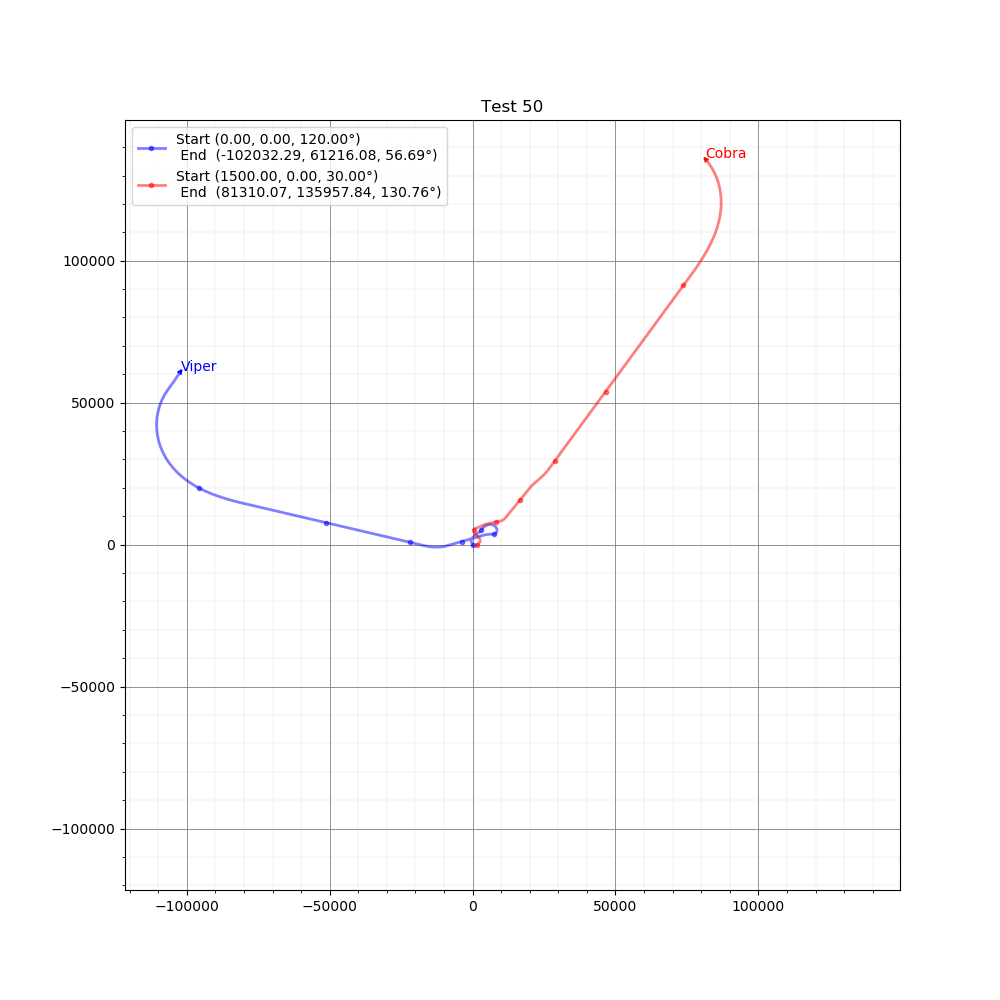 Test 50
Start (0.00, 0.00, 120.00°)
End  (-102032.29, 61216.08, 56.69°)
Start (1500.00, 0.00, 30.00°)
End  (81310.07, 135957.84, 130.76°)
Cobra
Viper
100000
50000
0
−50000
−100000
−100000
−50000
0
50000
100000